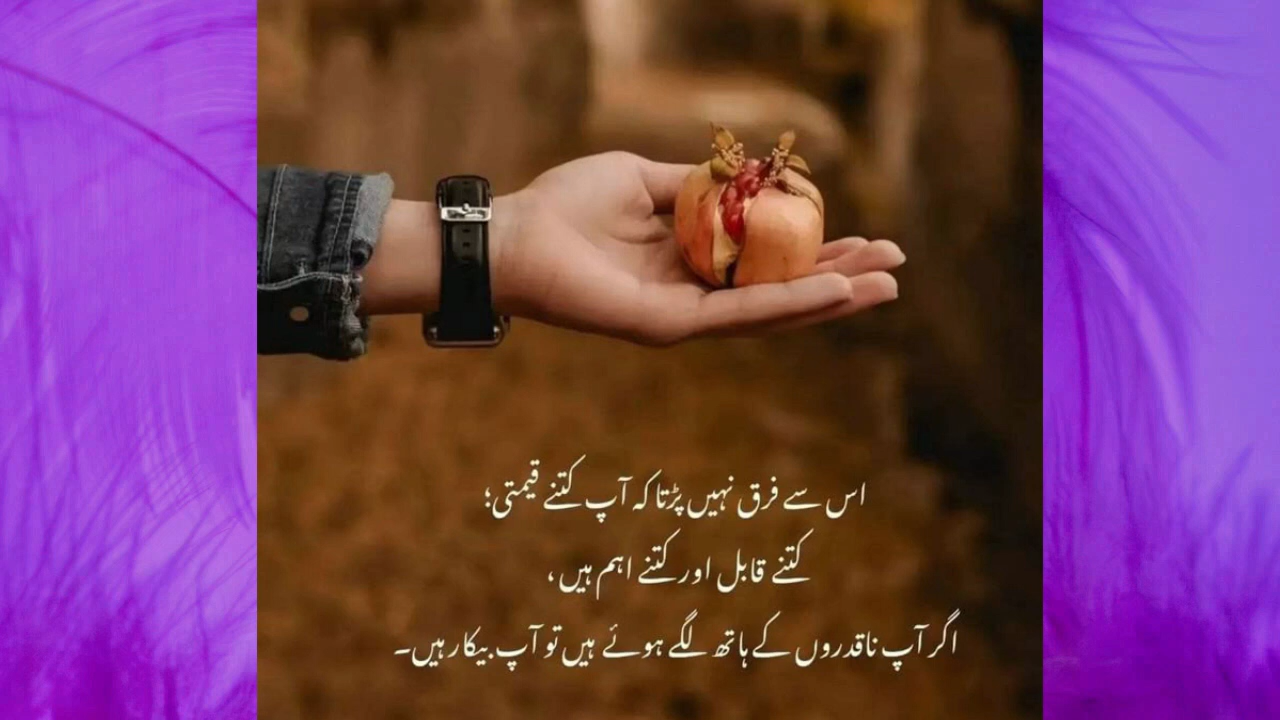 اس سے فرق نہیں پڑتا کہ آپ کتنے قیمتی؛
کتنے قابل اور کتنے اہم ہیں،
اگر آپ ناقدروں کے ہاتھ لگے ہوئے ہیں تو آپ بیکار ہیں۔